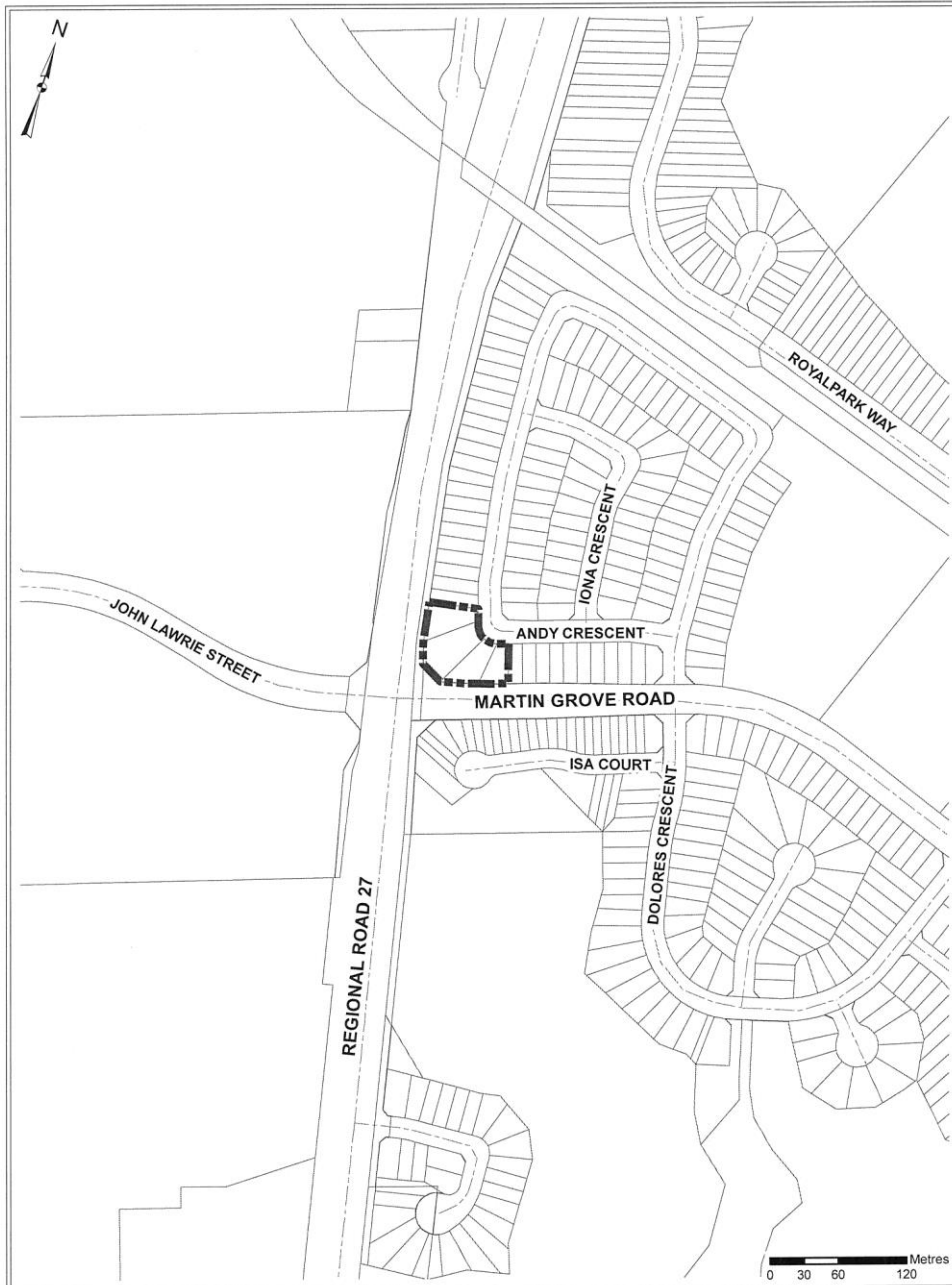 N
ROYALPARK WAY
IONA CRESCENT
JOHN LAWRIE STREET
ANDY CRESCENT
MARTIN GROVE ROAD
ISA COURT
DOLORES CRESCENT
REGIONAL ROAD 27
Metres
0 30 60 120